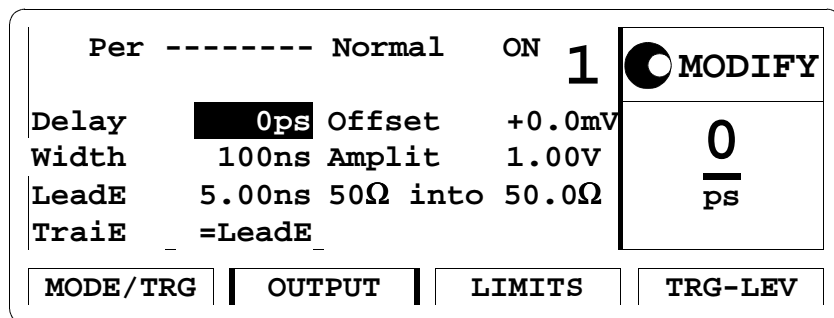 Per -------- Normal ON 1 MODIFY
Delay 0ps Offset +0.0mV 0
Width 100ns Amplit 1.00V ps
LeadE 5.00ns 50Ω into 50.0Ω
TraiE =LeadE
MODE/TRG OUTPUT LIMITS TRG-LEV